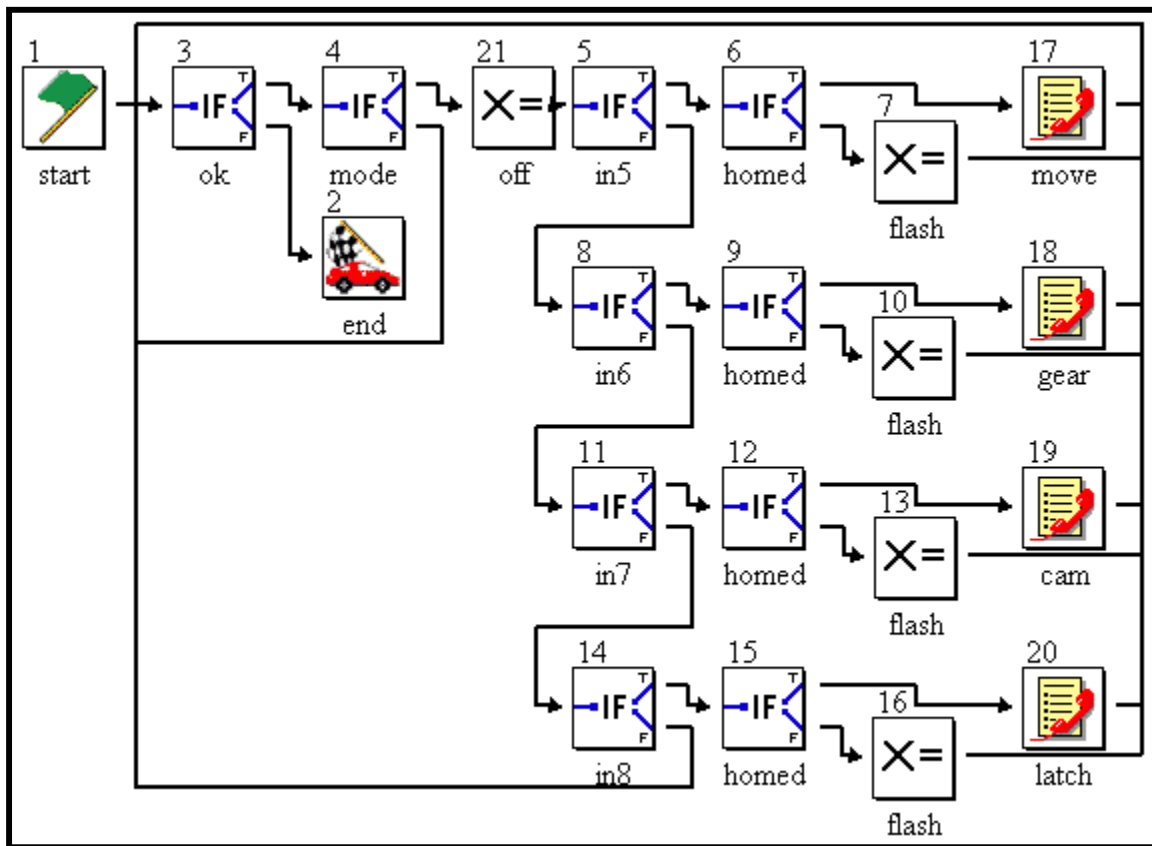 1 3 4 21 5 6 17
T T T T
IF IF X= IF IF
F F F F
7
start ok mode off in5 homed X= move
2 flash
8 9 18
T T
IF IF
F F
10
end in6 homed X= gear
flash
11 12 19
T T
IF IF
F F
13
in7 homed X= cam
flash
14 15 20
T T
IF IF
F F
16
in8 homed X= latch
flash